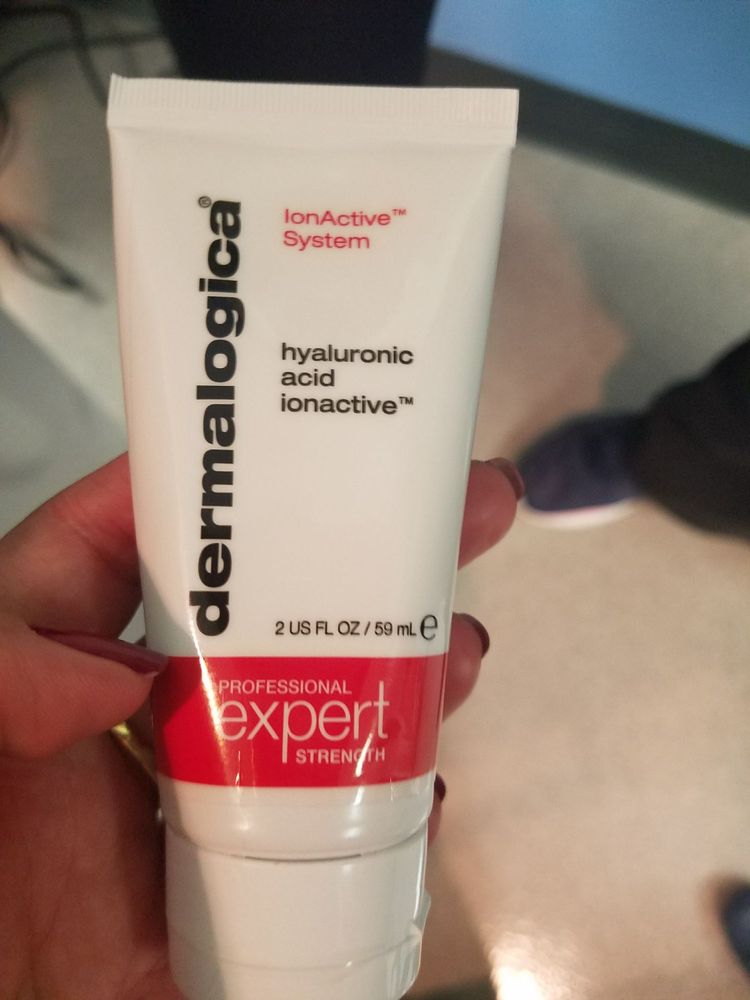 dermalogica©
IonActive™
System
hyaluronic
acid
ionactive™
2 US FL OZ / 59 mL ℮
PROFESSIONAL
expert
STRENGTH